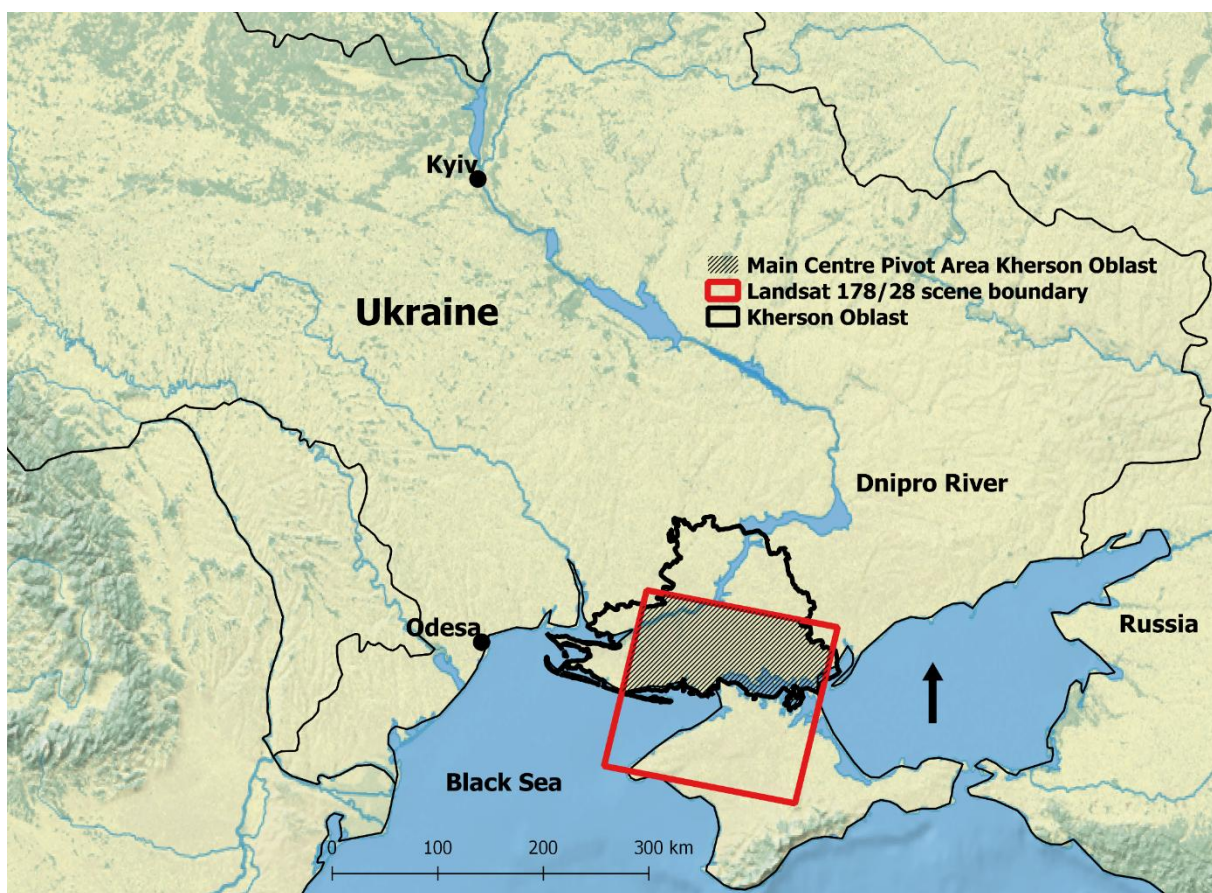 Kyiv
Main Centre Pivot Area Kherson Oblast
Landsat 178/28 scene boundary
Kherson Oblast
Ukraine
Dnipro River
Odesa
Russia
Black Sea
0 100 200 300 km